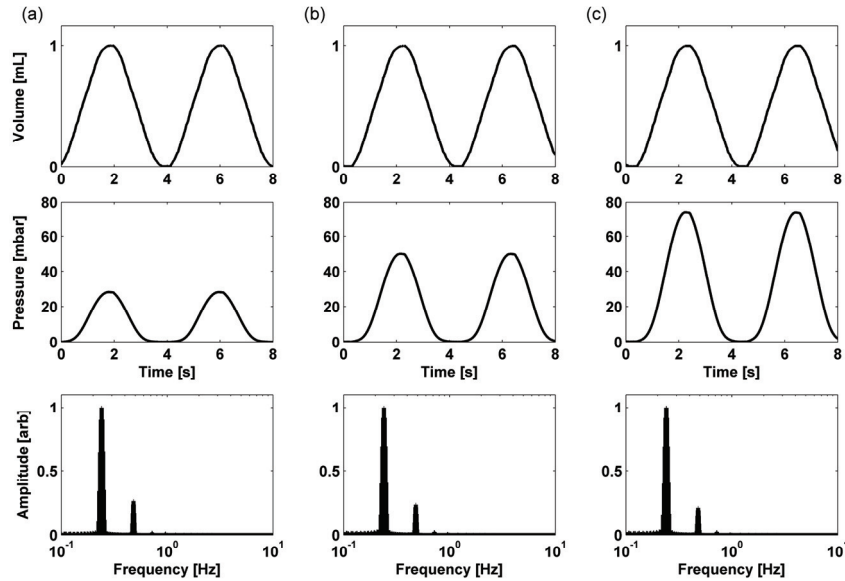 (a) (b) (c)
Volume [mL]
1 1 1
0 0 0
0 2 4 6 8 0 2 4 6 8 0 2 4 6 8
Pressure [mbar]
80 80 80
60 60 60
40 40 40
20 20 20
0 0 0
0 2 4 6 8 0 2 4 6 8 0 2 4 6 8
Time [s] Time [s] Time [s]
Amplitude [arb]
1 1 1
0.5 0.5 0.5
0 0 0
10-1 100 101 10-1 100 101 10-1 100 101
Frequency [Hz] Frequency [Hz] Frequency [Hz]